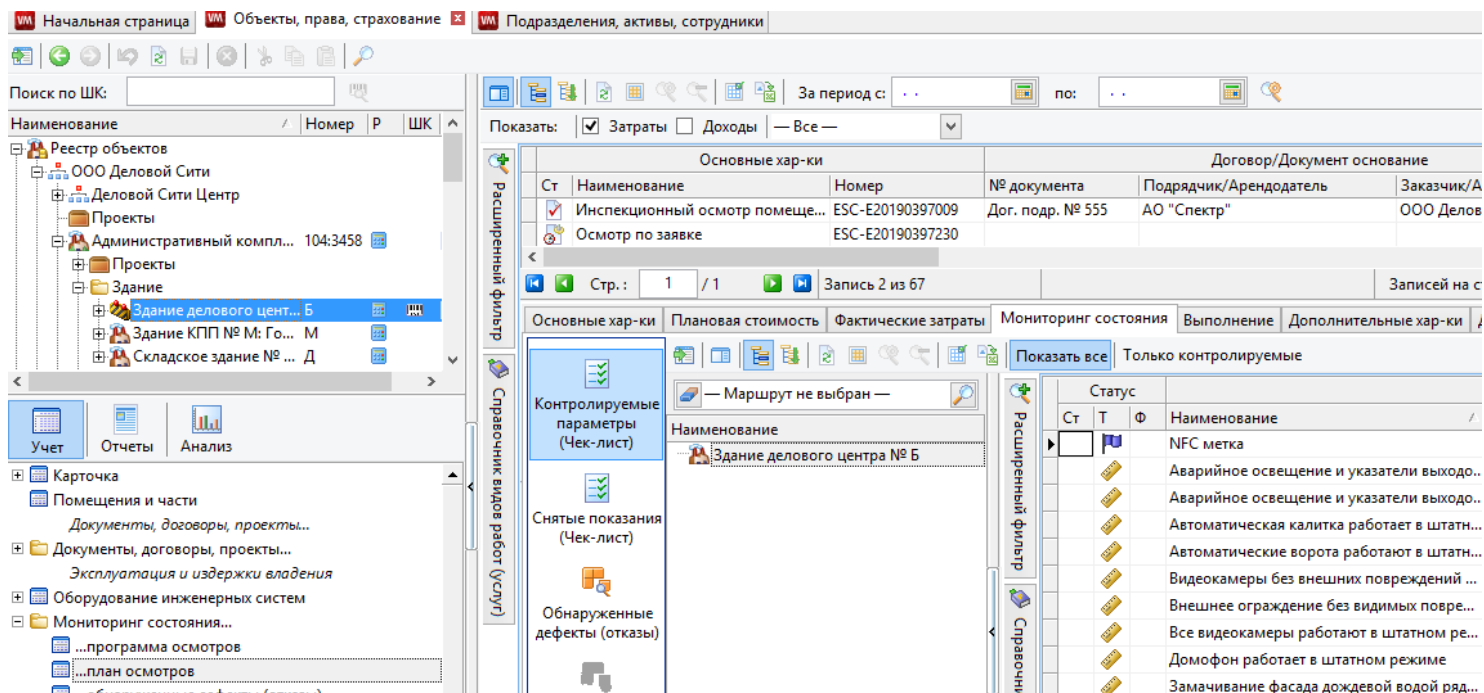 Начальная страница
Объекты, права, страхование
Подразделения, активы, сотрудники
Поиск по ШК:
Наименование Номер Р ШК
Реестр объектов
ООО Деловой Сити
Деловой Сити Центр
Проекты
Административный компл... 104:3458
Проекты
Здание
Здание делового цент... Б
Здание КПП № М: Го... М
Складское здание № ... Д
Учет
Отчеты
Анализ
Карточка
Помещения и части
Документы, договоры, проекты...
Документы, договоры, проекты...
Эксплуатация и издержки владения
Оборудование инженерных систем
Мониторинг состояния...
...программа осмотров
...план осмотров
За период с: по:
Показать: Затраты Доходы — Все —
Расширенный фильтр
Справочник видов работ (услуг)
Основные хар-ки Договор/Документ основание
Ст Наименование Номер № документа Подрядчик/Арендодатель Заказчик/А
Инспекционный осмотр помеще... ESC-E20190397009 Дог. подр. № 555 АО "Спектр" ООО Делов
Осмотр по заявке ESC-E20190397230
Стр. : 1 / 1 Запись 2 из 67 Записей на с
Основные хар-ки Плановая стоимость Фактические затраты Мониторинг состояния Выполнение Дополнительные хар-ки
Контролируемые
параметры
(Чек-лист)
Снятые показания
(Чек-лист)
Обнаруженные
дефекты (отказы)
Показать все Только контролируемые
— Маршрут не выбран —
Наименование
Здание делового центра № Б
Расширенный фильтр
Справочни
Статус
Ст Т Ф Наименование
NFC метка
Аварийное освещение и указатели выходо..
Аварийное освещение и указатели выходо..
Автоматическая калитка работает в штатн...
Автоматические ворота работают в штатн...
Видеокамеры без внешних повреждений ...
Внешнее ограждение без видимых повре...
Все видеокамеры работают в штатном ре...
Домофон работает в штатном режиме
Замачивание фасада дождевой водой ряд...